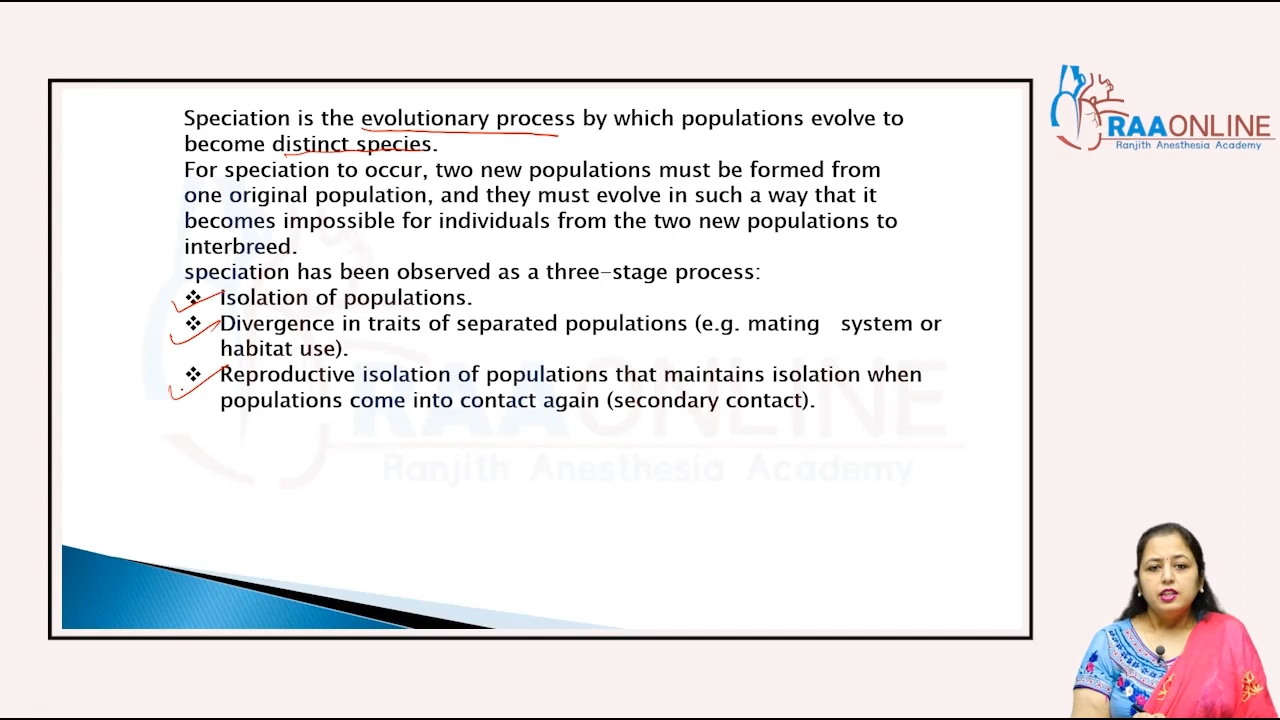 Speciation is the evolutionary process by which populations evolve to
become distinct species.
For speciation to occur, two new populations must be formed from
one original population, and they must evolve in such a way that it
becomes impossible for individuals from the two new populations to
interbreed.
speciation has been observed as a three-stage process:
❖ Isolation of populations.
❖ Divergence in traits of separated populations (e.g. mating system or
habitat use).
❖ Reproductive isolation of populations that maintains isolation when
populations come into contact again (secondary contact).
RAAONLINE
Ranjith Anesthesia Academy
RAAONLINE
Ranjith Anesthesia Academy